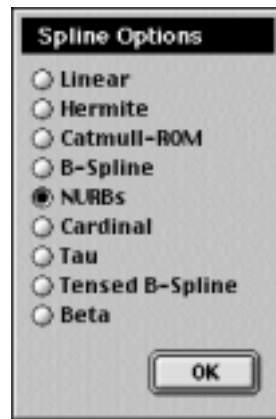 Spline Options
Linear
Hermite
Catmull-ROM
B-Spline
NURBs
Cardinal
Tau
Tensed B-Spline
Beta
OK